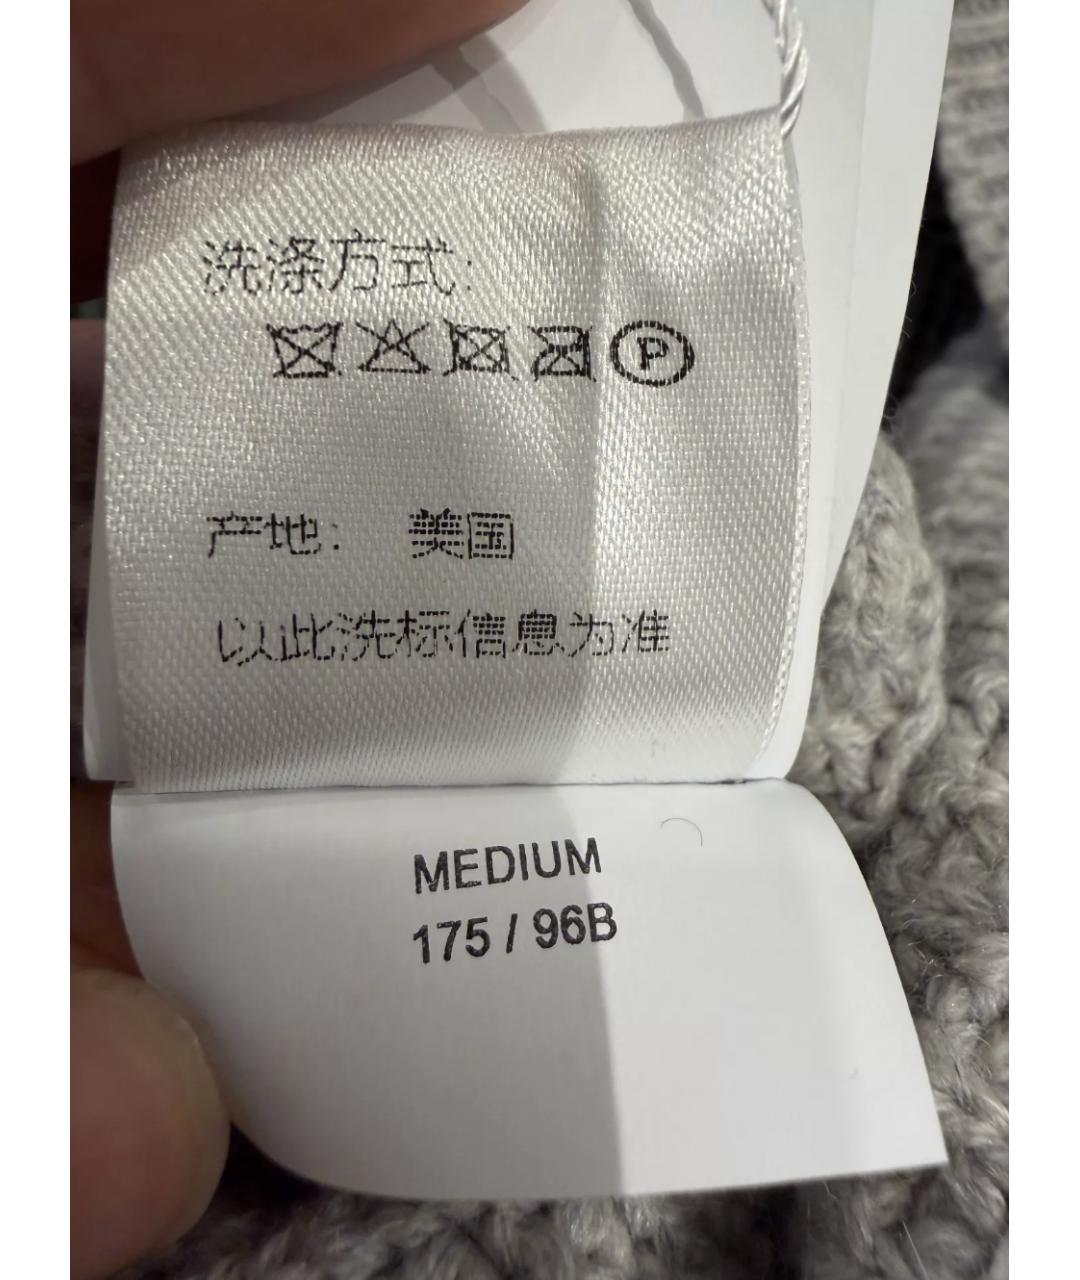 洗涤方式:
P
产地: 美国
以此洗标信息为准
MEDIUM
175 / 96B